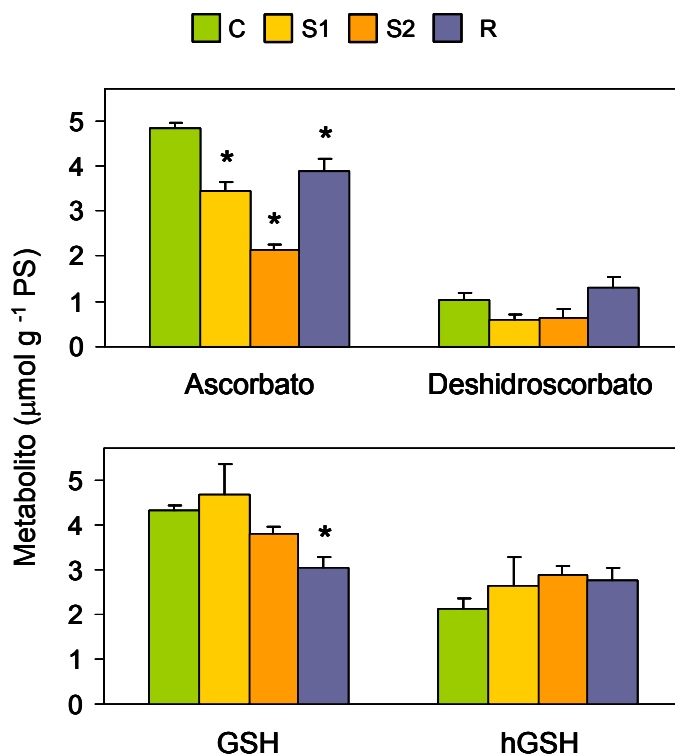 C S1 S2 R
5
4
3
2
1
0
* * *
Ascorbato Deshidroscorbato
Metabolito (µmol g -1 PS)
5
4
3
2
1
0
*
GSH hGSH